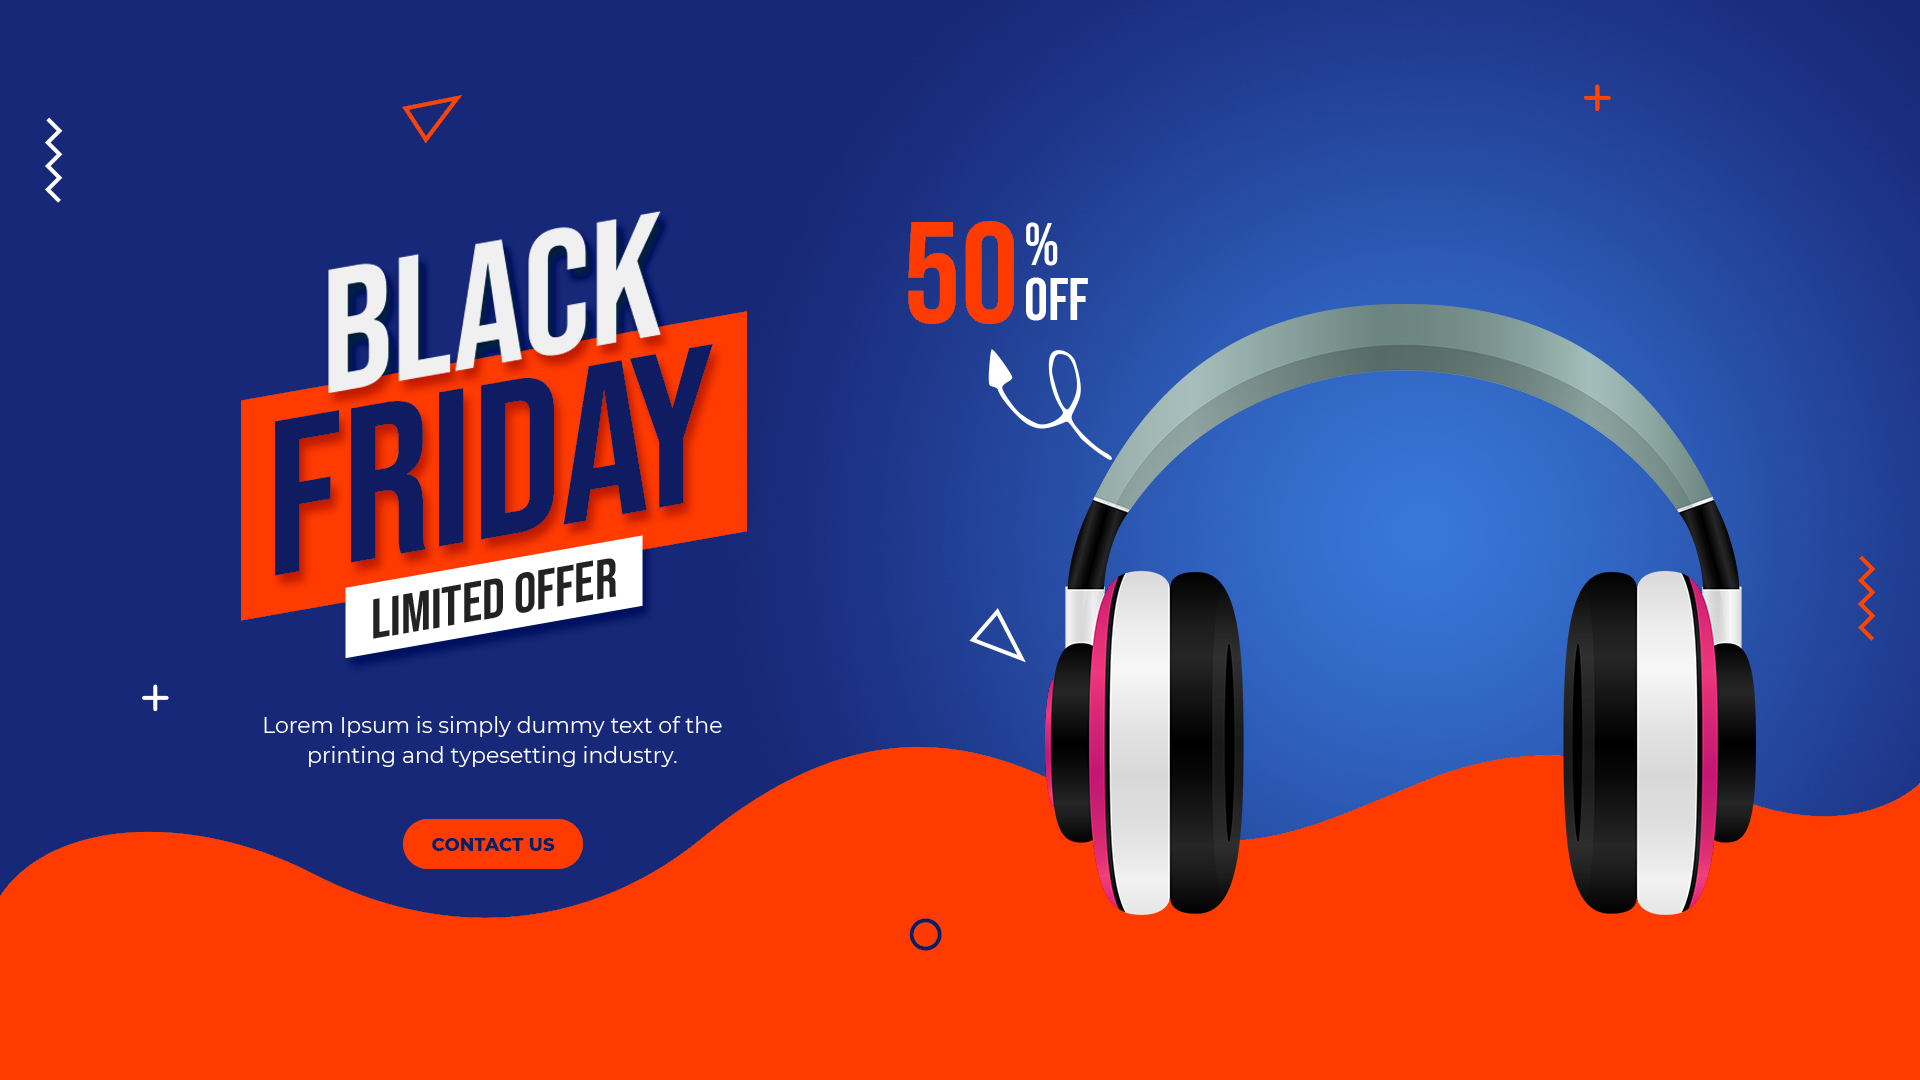 BLACK
FRIDAY
LIMITED OFFER
50%
OFF
Lorem Ipsum is simply dummy text of the
printing and typesetting industry.
CONTACT US